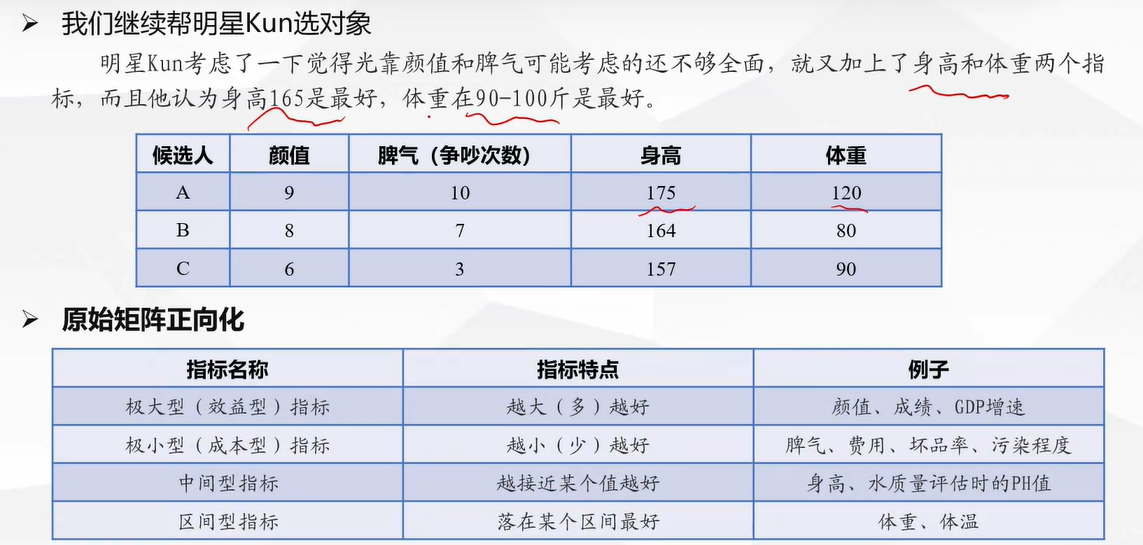 我们继续帮明星Kun选对象
明星Kun考虑了一下觉得光靠颜值和脾气可能考虑的还不够全面，就又加上了身高和体重两个指
标，而且他认为身高165是最好，体重在90-100斤是最好。
候选人 颜值 脾气（争吵次数） 身高 体重
A 9 10 175 120
B 8 7 164 80
C 6 3 157 90
原始矩阵正向化
指标名称 指标特点 例子
极大型（效益型）指标 越大（多）越好 颜值、成绩、GDP增速
极小型（成本型）指标 越小（少）越好 脾气、费用、坏品率、污染程度
中间型指标 越接近某个值越好 身高、水质量评估时的PH值
区间型指标 落在某个区间最好 体重、体温